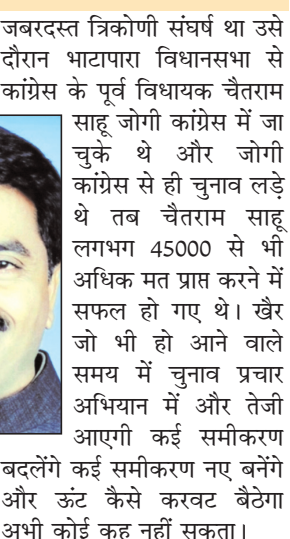 जबरदस्त त्रिकोणी संघर्ष था उसे
दौरान भाटापारा विधानसभा से
कांग्रेस के पूर्व विधायक चैतराम
साहू जोगी कांग्रेस में जा
चुके थे और जोगी
कांग्रेस से ही चुनाव लड़े
थे तब चैतराम साहू
लगभग 45000 से भी
अधिक मत प्राप्त करने में
सफल हो गए थे। खैर
जो भी हो आने वाले
समय में चुनाव प्रचार
अभियान में और तेजी
आएगी कई समीकरण
बदलेंगे कई समीकरण नए बनेंगे
और ऊंट कैसे करवट बैठेगा
अभी कोई कह नहीं सकता।